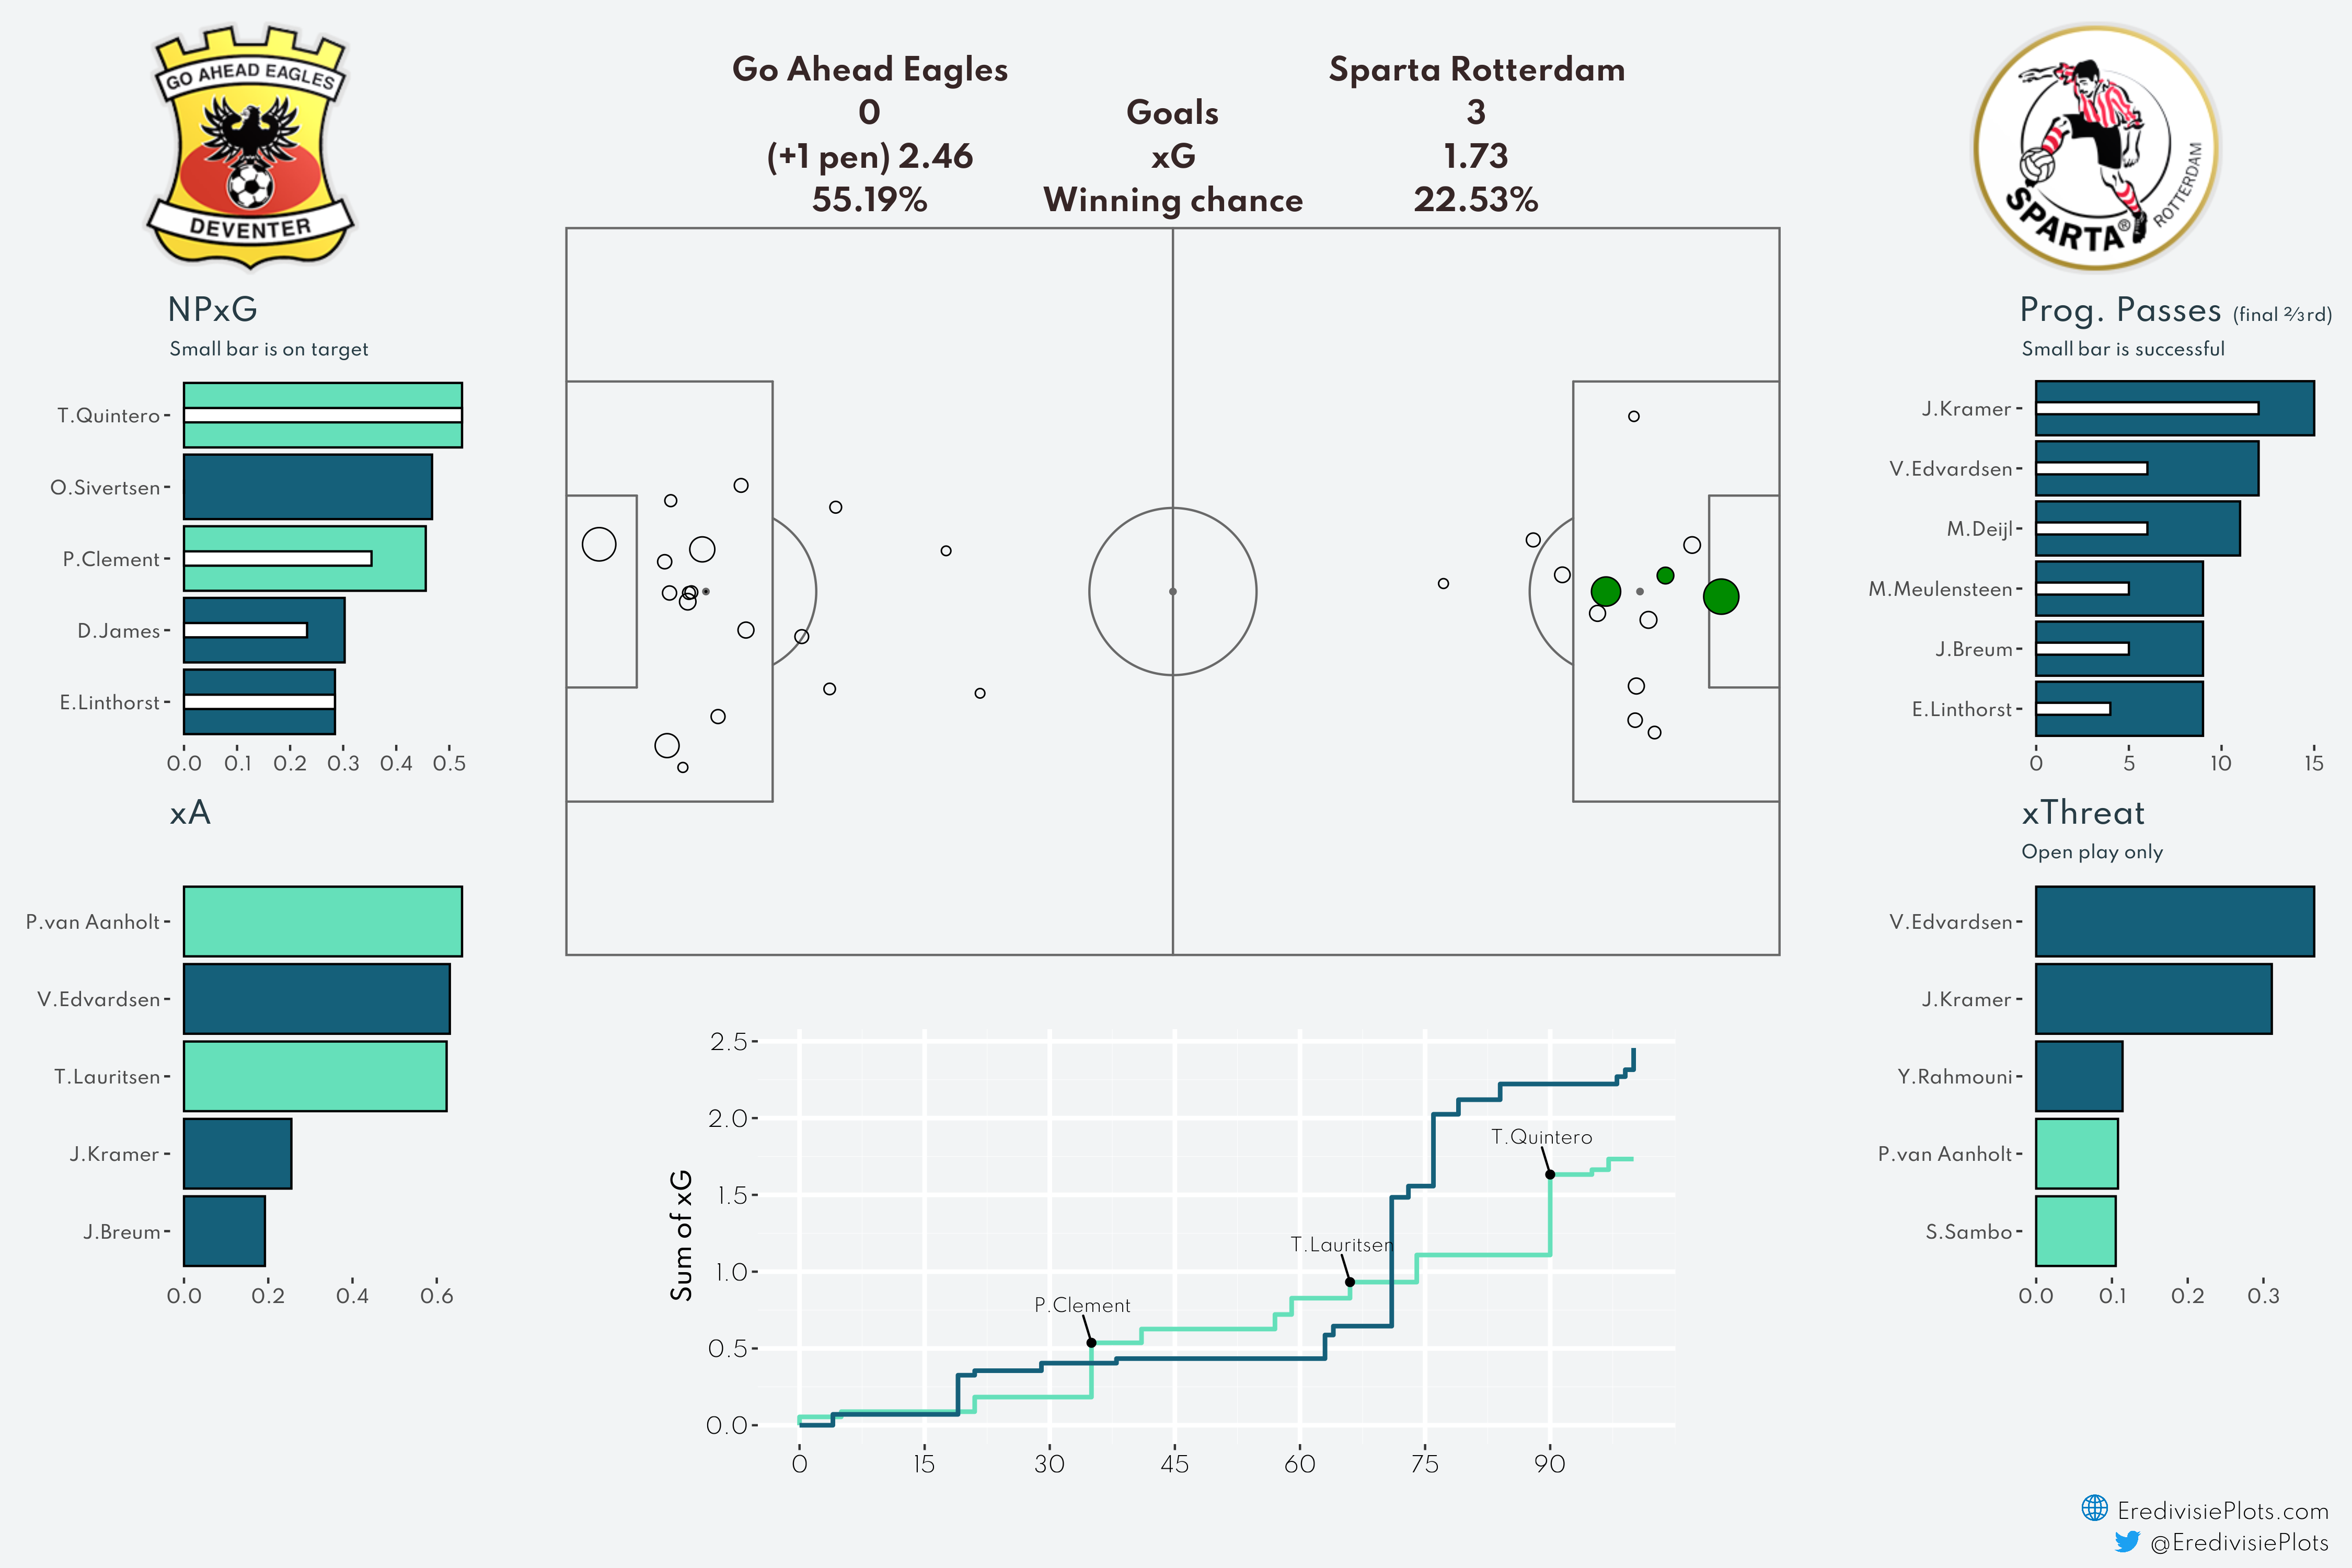 GO AHEAD EAGLES
DEVENTER
Go Ahead Eagles
Sparta Rotterdam
0 Goals 3
(+1 pen) 2.46 xG 1.73
55.19% Winning chance 22.53%
SPARTA®
ROTTERDAM
NPxG
Small bar is on target
T.Quintero
O.Sivertsen
P.Clement
D.James
E.Linthorst
0.0 0.1 0.2 0.3 0.4 0.5
xA
P.van Aanholt
V.Edvardsen
T.Lauritsen
J.Kramer
J.Breum
0.0 0.2 0.4 0.6
Sum of xG
2.5
2.0
1.5
1.0
0.5
0.0
T.Quintero
T.Lauritsen
P.Clement
0 15 30 45 60 75 90
Prog. Passes (final ⅔rd)
Small bar is successful
J.Kramer
V.Edvardsen
M.Deijl
M.Meulensteen
J.Breum
E.Linthorst
0 5 10 15
xThreat
Open play only
V.Edvardsen
J.Kramer
Y.Rahmouni
P.van Aanholt
S.Sambo
0.0 0.1 0.2 0.3
EredivisiePlots.com
@EredivisiePlots